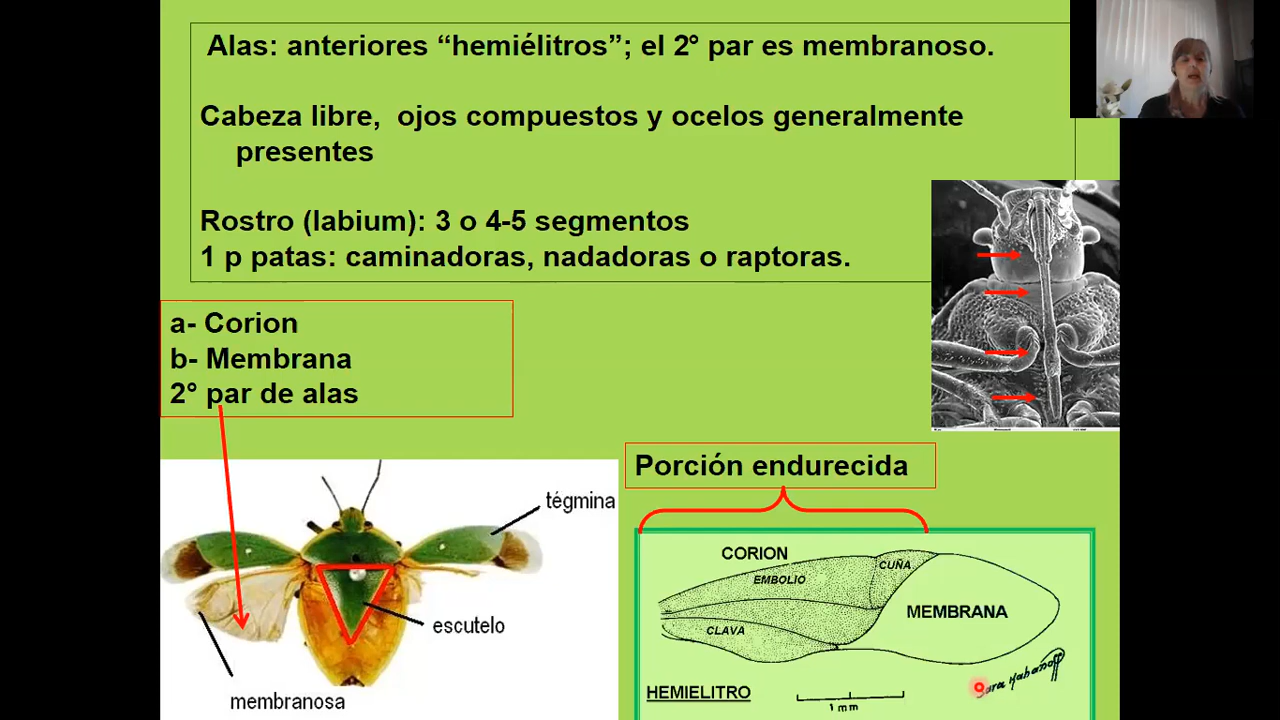 Alas: anteriores “hemiélitros”; el 2° par es membranoso.
Cabeza libre, ojos compuestos y ocelos generalmente
presentes
Rostro (labium): 3 o 4-5 segmentos
1 p patas: caminadoras, nadadoras o raptoras.
a- Corion
b- Membrana
2° par de alas
tégmina
escutelo
membranosa
Porción endurecida
CORION
CUÑA
EMBOLIO
MEMBRANA
CLAVA
HEMIELITRO
1 mm